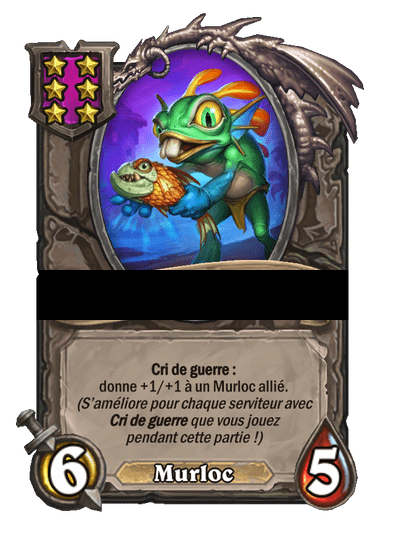 Cri de guerre :
donne +1/+1 à un Murloc allié.
(S'améliore pour chaque serviteur avec
Cri de guerre que vous jouez
pendant cette partie !)
6
Murloc
5